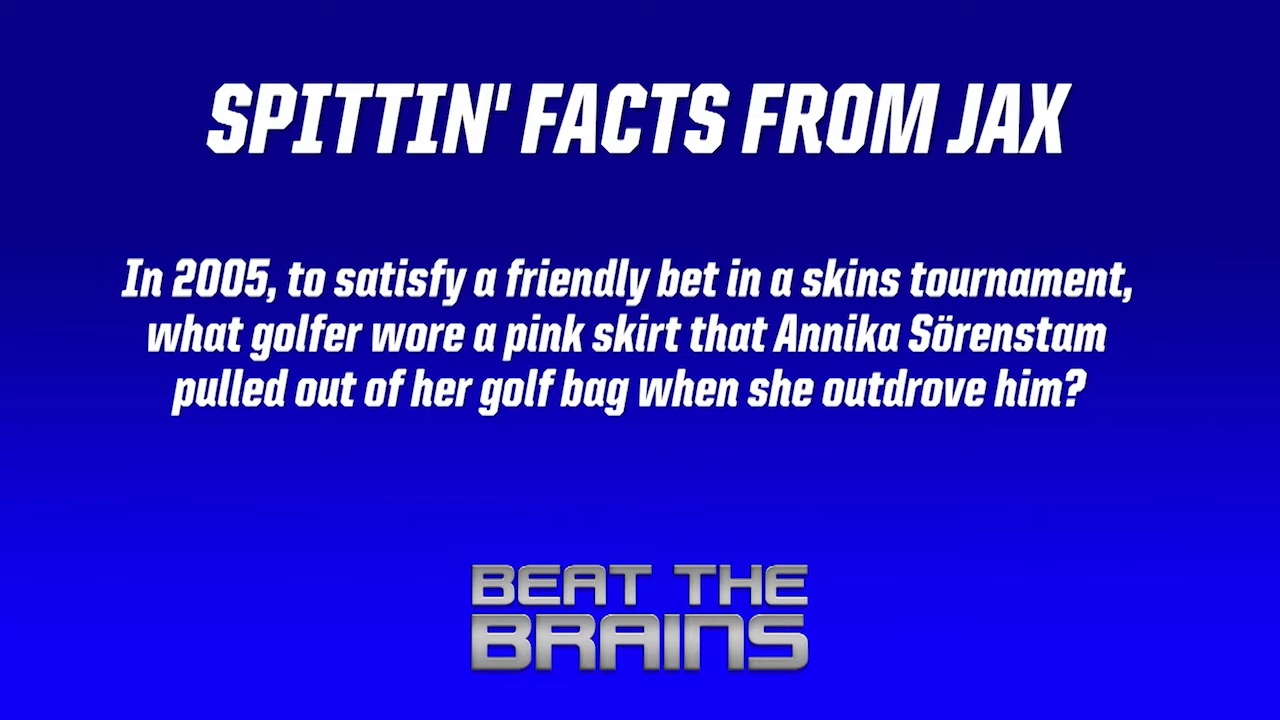 SPITTIN' FACTS FROM JAX
In 2005, to satisfy a friendly bet in a skins tournament,
what golfer wore a pink skirt that Annika Sörenstam
pulled out of her golf bag when she outdrove him?
BEAT THE
BRAINS